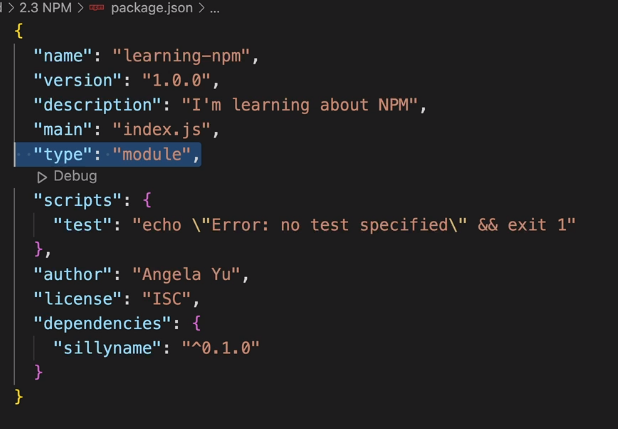 2.3 NPM > package.json > ...
{
"name": "learning-npm",
"version": "1.0.0",
"description": "I'm learning about NPM",
"main": "index.js",
"type": "module",
Debug
"scripts": {
"test": "echo \"Error: no test specified\" && exit 1"
},
"author": "Angela Yu",
"license": "ISC",
"dependencies": {
"sillyname": "^0.1.0"
}
}